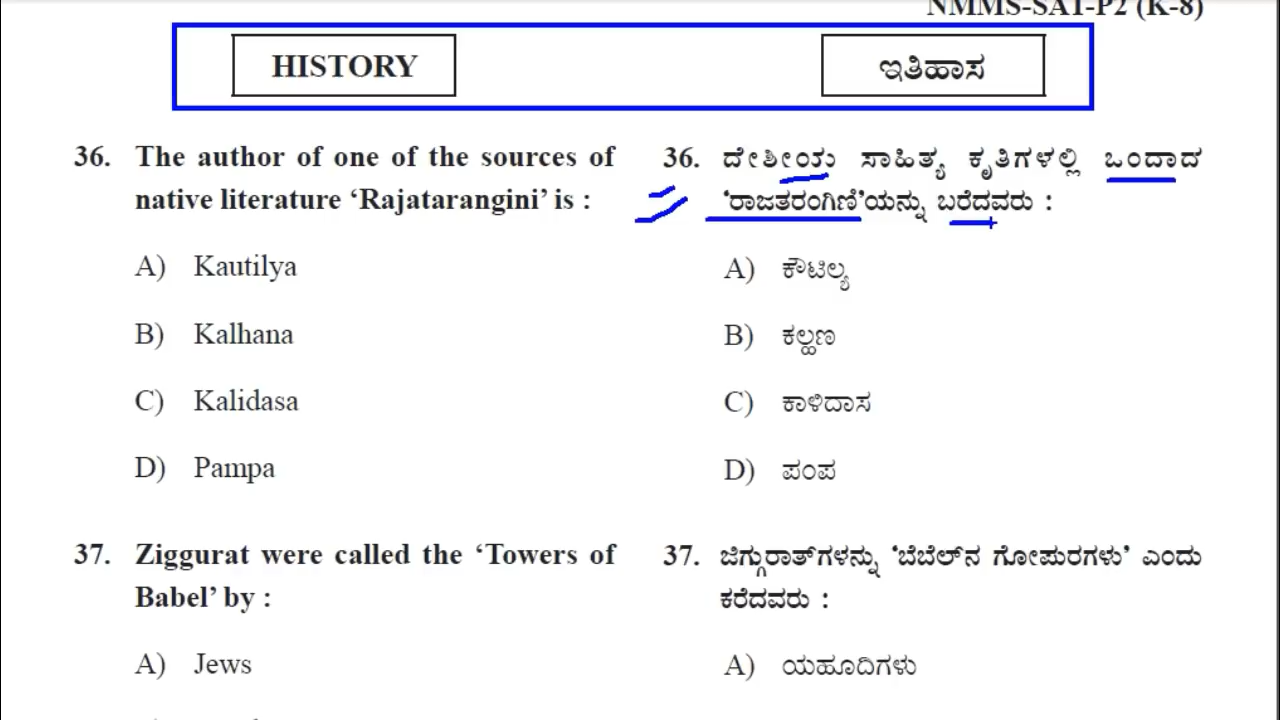 NMMS-SAT-P2 (K-8)
HISTORY
ಇತಿಹಾಸ
36. The author of one of the sources of
native literature ‘Rajatarangini’ is :
A) Kautilya
B) Kalhana
C) Kalidasa
D) Pampa
37. Ziggurat were called the ‘Towers of
Babel’ by :
A) Jews
36. ದೇಶೀಯ ಸಾಹಿತ್ಯ ಕೃತಿಗಳಲ್ಲಿ ಒಂದಾದ
‘ರಾಜತರಂಗಿಣಿ’ಯನ್ನು ಬರೆದವರು :
A) ಕೌಟಿಲ್ಯ
B) ಕಲ್ಹಣ
C) ಕಾಳಿದಾಸ
D) ಪಂಪ
37. ಜಿಗ್ಗುರಾತ್‌ಗಳನ್ನು ‘ಬೆಬೆಲ್‌ನ ಗೋಪುರಗಳು’ ಎಂದು
ಕರೆದವರು :
A) ಯಹೂದಿಗಳು